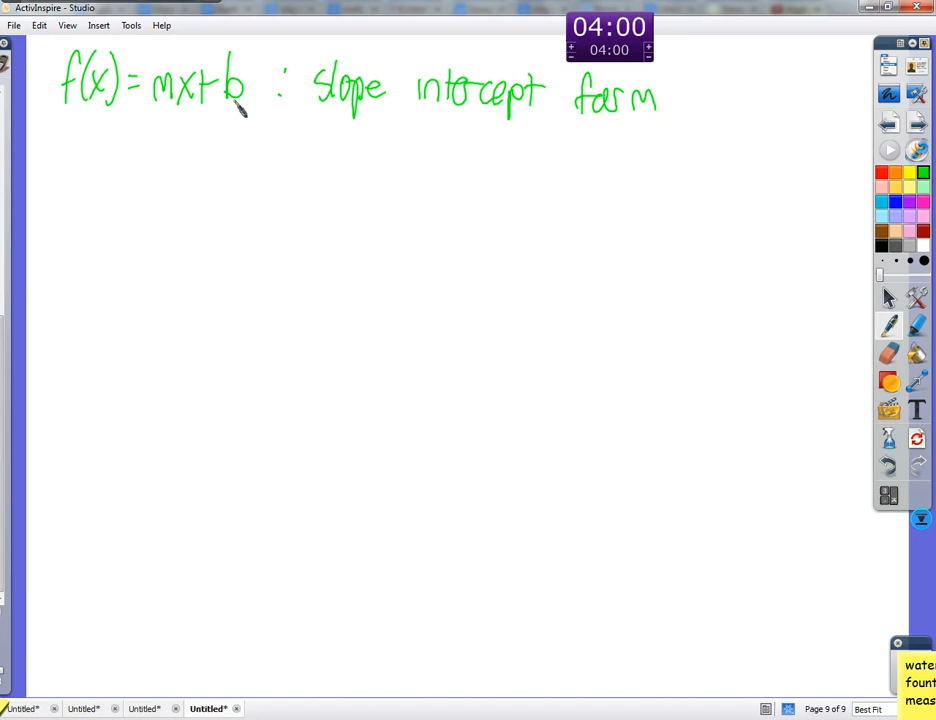 ActivInspire - Studio
File Edit View Insert Tools Help
04:00
04:00
f(x) = mx+b : slope intercept form
water
fount
meas
Untitled* Untitled* Untitled* Untitled*
Page 9 of 9 Best Fit